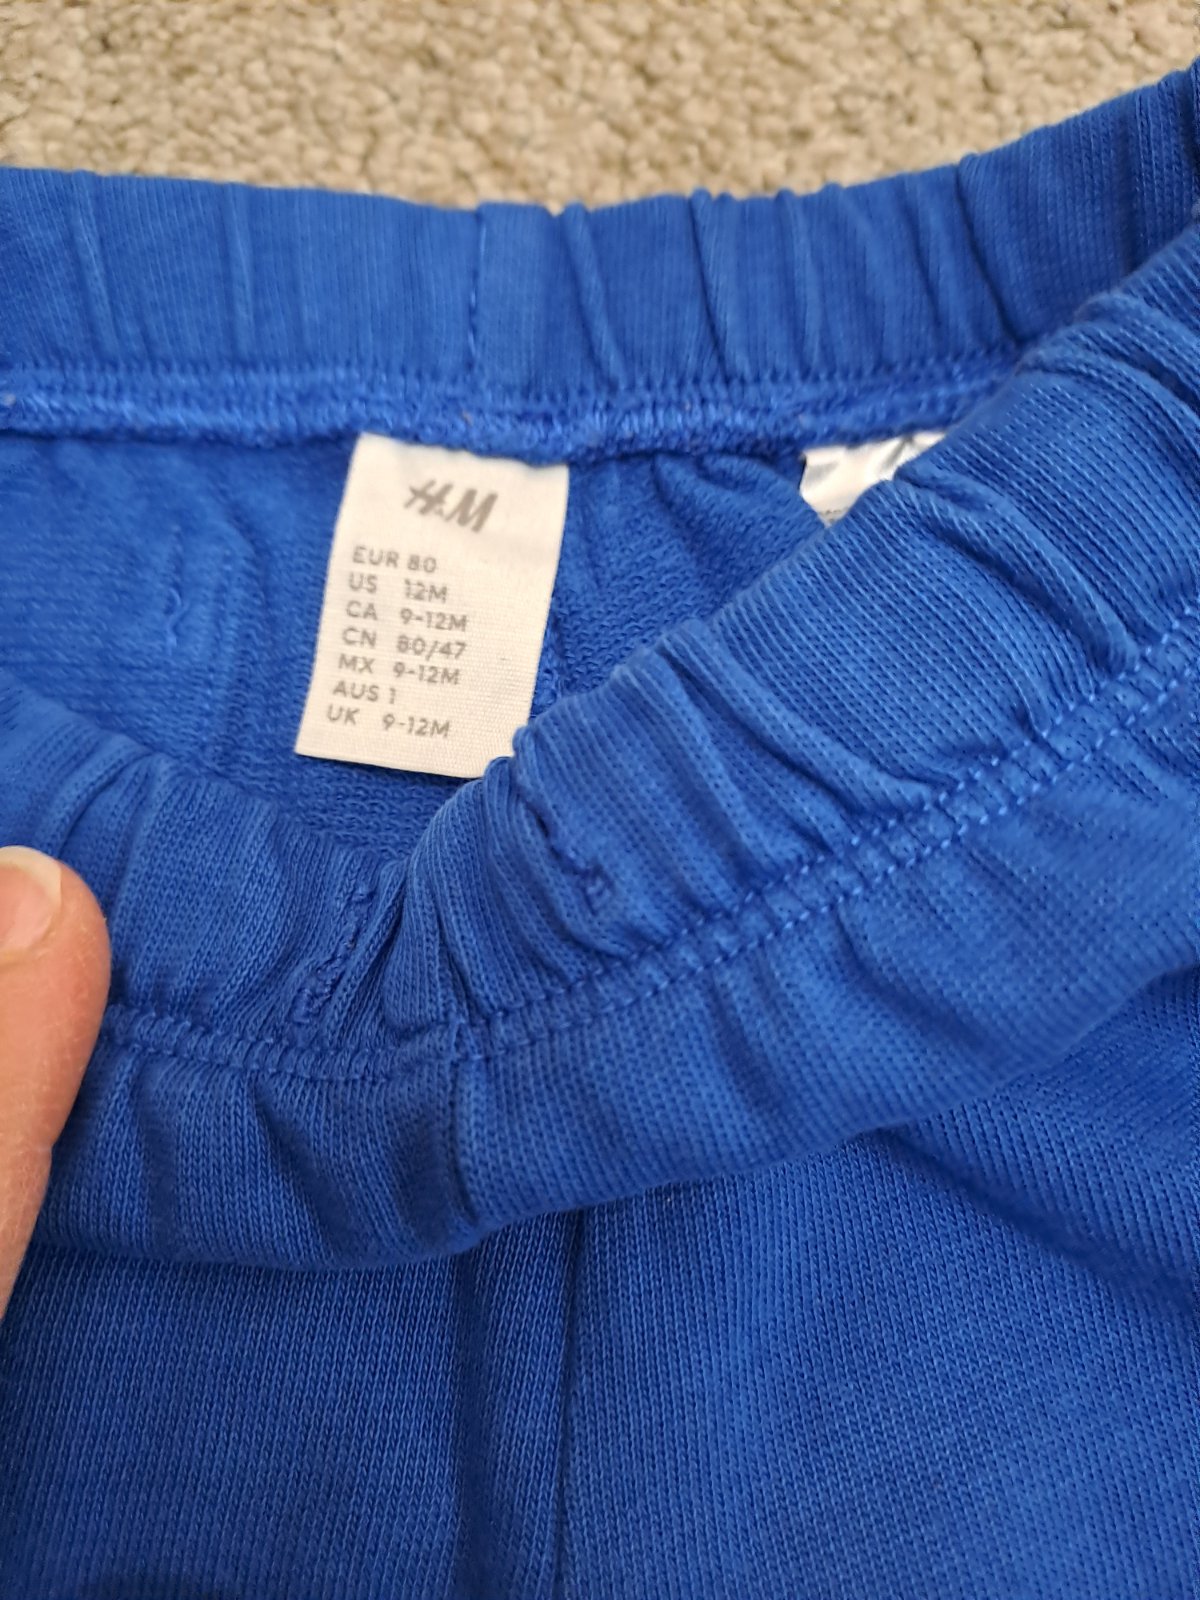 H&M
EUR 80
US 12M
CA 9-12M
CN 80/47
MX 9-12M
AUS 1
UK 9-12M